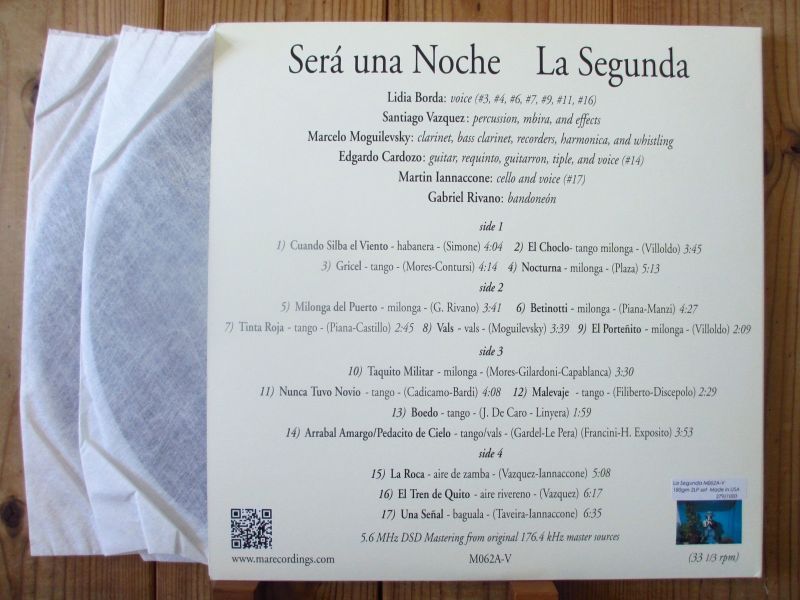 Será una Noche La Segunda
Lidia Borda: voice (#3, #4, #6, #7, #9, #11, #16)
Santiago Vazquez: percussion, mbira, and effects
Marcelo Moguilevsky: clarinet, bass clarinet, recorders, harmonica, and whistling
Edgardo Cardozo: guitar, requinto, guitarron, tiple, and voice (#14)
Martin Iannaccone: cello and voice (#17)
Gabriel Rivano: bandoneón
side 1
1) Cuando Silba el Viento - habanera - (Simone) 4:04 2) El Choclo- tango milonga - (Villoldo) 3:45
3) Gricel - tango - (Mores-Contursi) 4:14 4) Nocturna - milonga - (Plaza) 5:13
side 2
5) Milonga del Puerto - milonga - (G. Rivano) 3:41 6) Betinotti - milonga - (Piana-Manzi) 4:27
7) Tinta Roja - tango - (Piana-Castillo) 2:45 8) Vals - vals - (Moguilevsky) 3:39 9) El Porteñito - milonga - (Villoldo) 2:09
side 3
10) Taquito Militar - milonga - (Mores-Gilardoni-Capablanca) 3:30
11) Nunca Tuvo Novio - tango - (Cadicamo-Bardi) 4:08 12) Malevaje - tango - (Filiberto-Discepolo) 2:29
13) Boedo - tango - (J. De Caro - Linyera) 1:59
14) Arrabal Amargo/Pedacito de Cielo - tango/vals - (Gardel-Le Pera) (Francini-H. Exposito) 3:53
side 4
15) La Roca - aire de zamba - (Vazquez-Iannaccone) 5:08
16) El Tren de Quito - aire rivereno - (Vazquez) 6:17
17) Una Señal - baguala - (Taveira-Iannaccone) 6:35
5.6 MHz DSD Mastering from original 176.4 kHz master sources
www.marecordings.com M062A-V (33 1/3 rpm)
La Segunda M062A-V
180gm 2LP set Made in USA